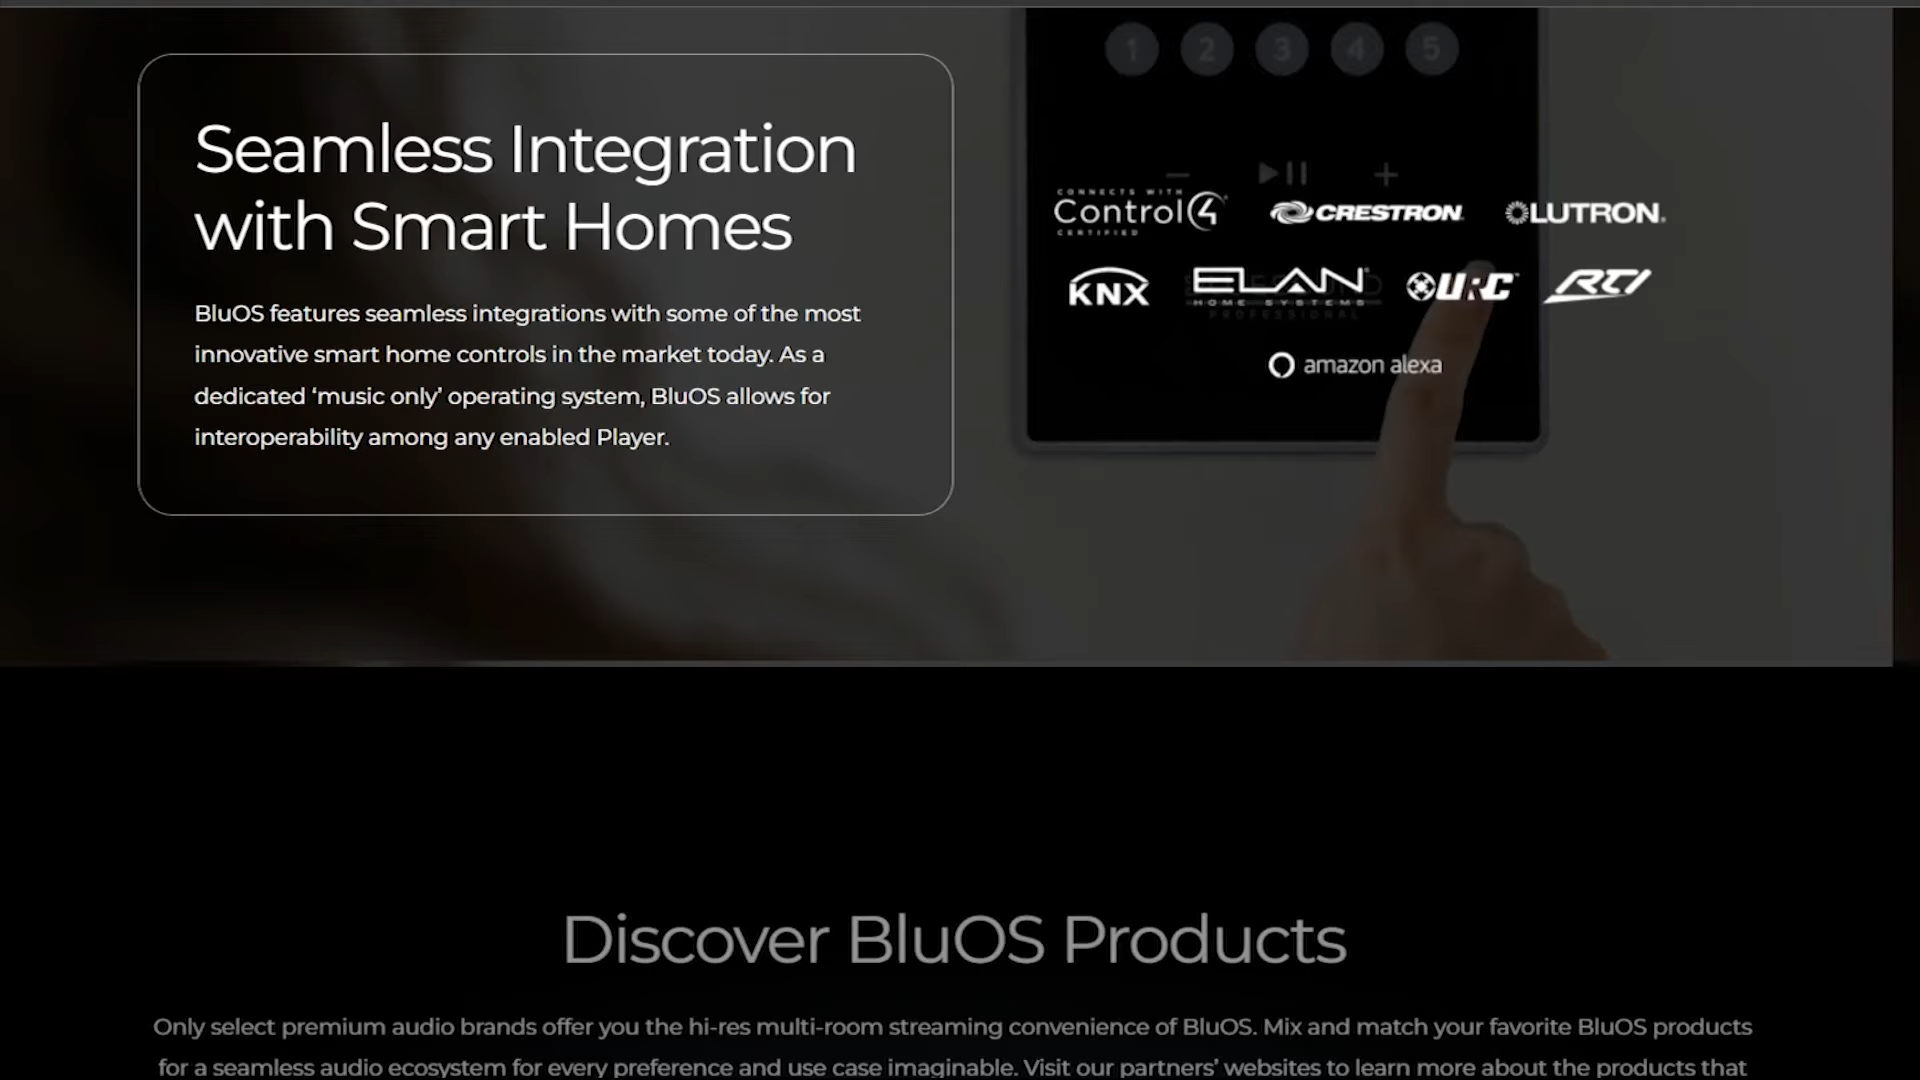 1 2 3 4 5
Seamless Integration
with Smart Homes
BluOS features seamless integrations with some of the most
innovative smart home controls in the market today. As a
dedicated ‘music only’ operating system, BluOS allows for
interoperability among any enabled Player.
CONNECTS WITH
Control4®
CERTIFIED
CRESTRON®
LUTRON®
KNX
ELAN®
HOME SYSTEMS
PROFESSIONAL
URC™
RTI
amazon alexa
Discover BluOS Products
Only select premium audio brands offer you the hi-res multi-room streaming convenience of BluOS. Mix and match your favorite BluOS products
for a seamless audio ecosystem for every preference and use case imaginable. Visit our partners’ websites to learn more about the products that